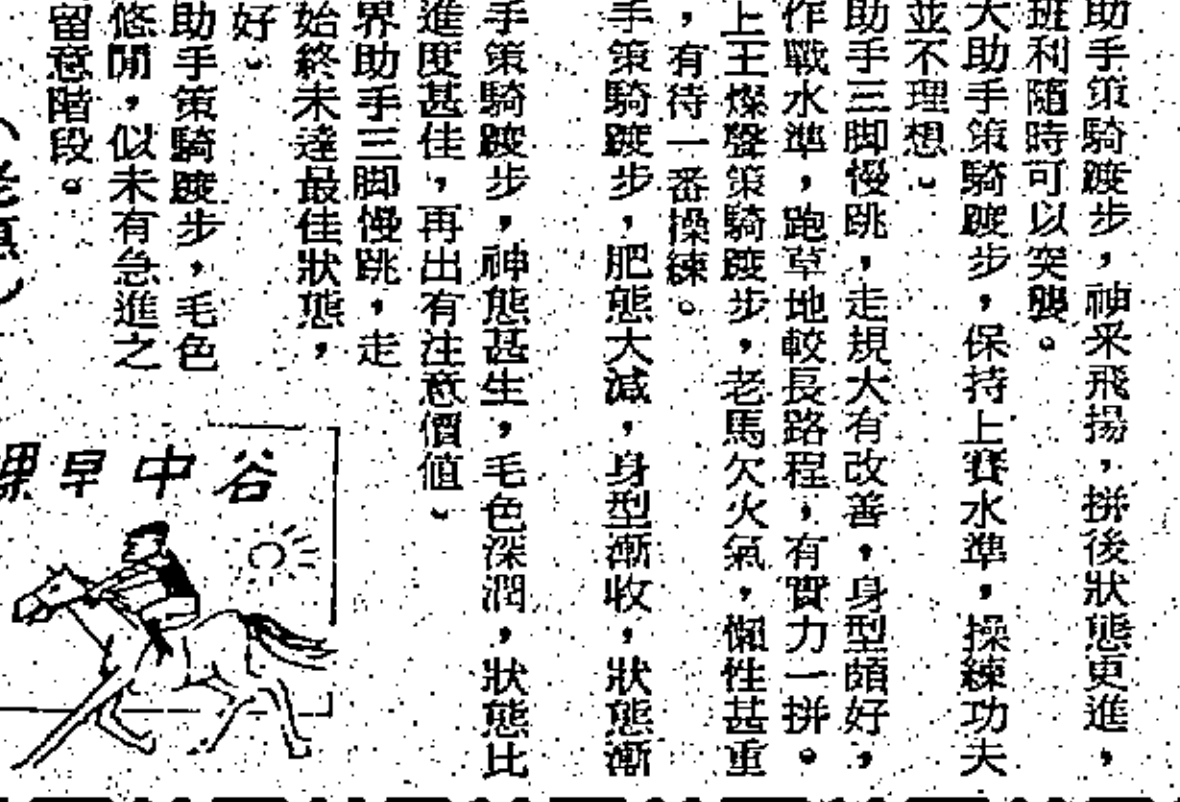 助手策騎踱步，神采飛揚，拼後狀態更進，
班利隨時可以突襲。
大助手策騎踱步，保持上賽水準，操練功夫
並不理想。
助手三脚慢跳，走規大有改善，身型頗好，
作戰水準，跑草地較長路程，有實力一拼。
上王燦聲策騎踱步，老馬欠火氣，懶性甚重
，有待一番操練。
手策騎踱步，肥態大減，身型漸收，狀態漸
手策騎踱步，神態甚生，毛色深潤，狀態比
進度甚佳，再出有注意價值。
界助手三脚慢跳，走
始終未達最佳狀態，
好。
助手策騎踱步，毛色
悠閒，似未有急進之
留意階段。
谷中早課